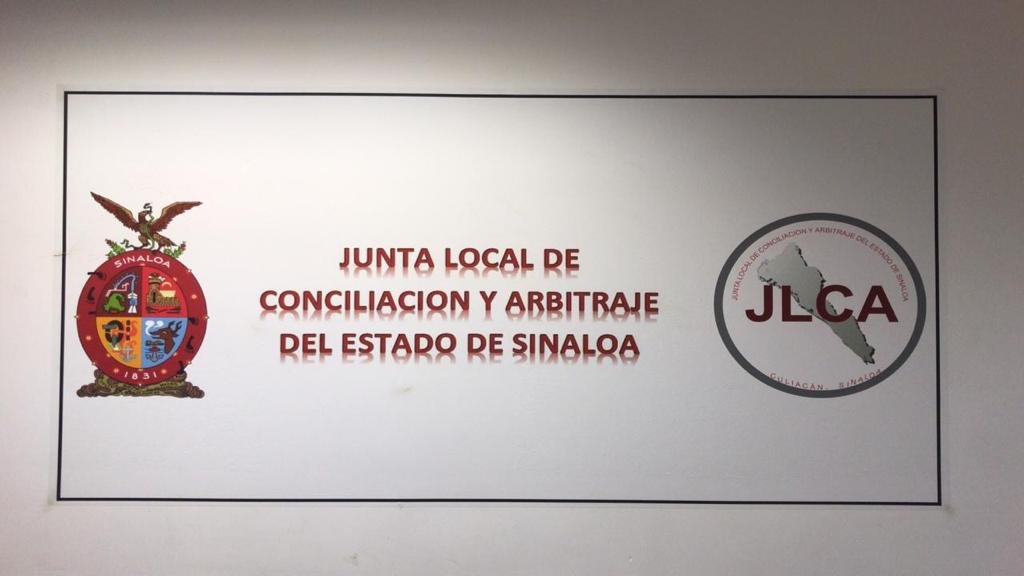 SINALOA
1831
JUNTA LOCAL DE
CONCILIACION Y ARBITRAJE
DEL ESTADO DE SINALOA
JUNTA LOCAL DE CONCILIACION Y ARBITRAJE DEL ESTADO DE SINALOA
JLCA
CULIACÁN, SINALOA